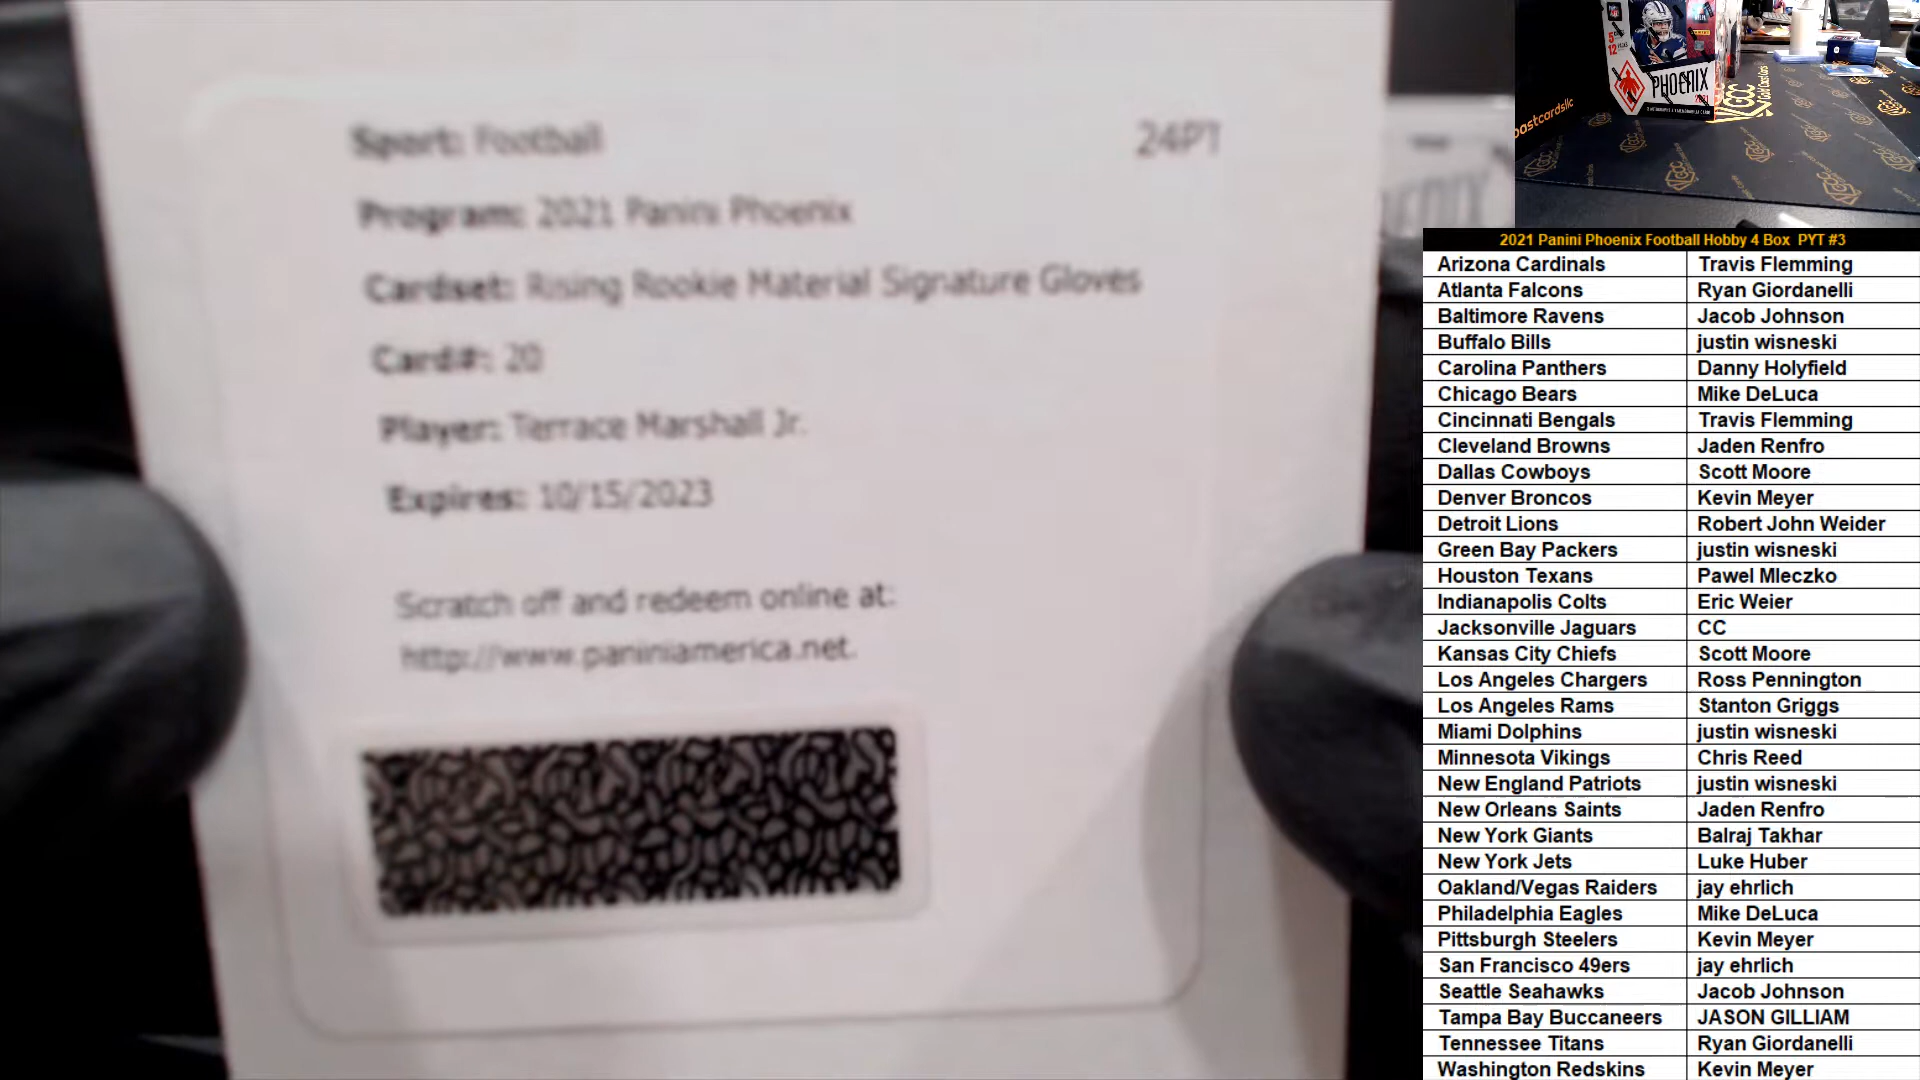 Sport: Football 24PT
Program: 2021 Panini Phoenix
Cardset: Rising Rookie Material Signature Gloves
Card#: 20
Player: Terrace Marshall Jr.
Expires: 10/15/2023
Scratch off and redeem online at:
http://www.paniniamerica.net.
PHOENIX
GCC
2021 Panini Phoenix Football Hobby 4 Box PYT #3
Arizona Cardinals Travis Flemming
Atlanta Falcons Ryan Giordanelli
Baltimore Ravens Jacob Johnson
Buffalo Bills justin wisneski
Carolina Panthers Danny Holyfield
Chicago Bears Mike DeLuca
Cincinnati Bengals Travis Flemming
Cleveland Browns Jaden Renfro
Dallas Cowboys Scott Moore
Denver Broncos Kevin Meyer
Detroit Lions Robert John Weider
Green Bay Packers justin wisneski
Houston Texans Pawel Mleczko
Indianapolis Colts Eric Weier
Jacksonville Jaguars CC
Kansas City Chiefs Scott Moore
Los Angeles Chargers Ross Pennington
Los Angeles Rams Stanton Griggs
Miami Dolphins justin wisneski
Minnesota Vikings Chris Reed
New England Patriots justin wisneski
New Orleans Saints Jaden Renfro
New York Giants Balraj Takhar
New York Jets Luke Huber
Oakland/Vegas Raiders jay ehrlich
Philadelphia Eagles Mike DeLuca
Pittsburgh Steelers Kevin Meyer
San Francisco 49ers jay ehrlich
Seattle Seahawks Jacob Johnson
Tampa Bay Buccaneers JASON GILLIAM
Tennessee Titans Ryan Giordanelli
Washington Redskins Kevin Meyer